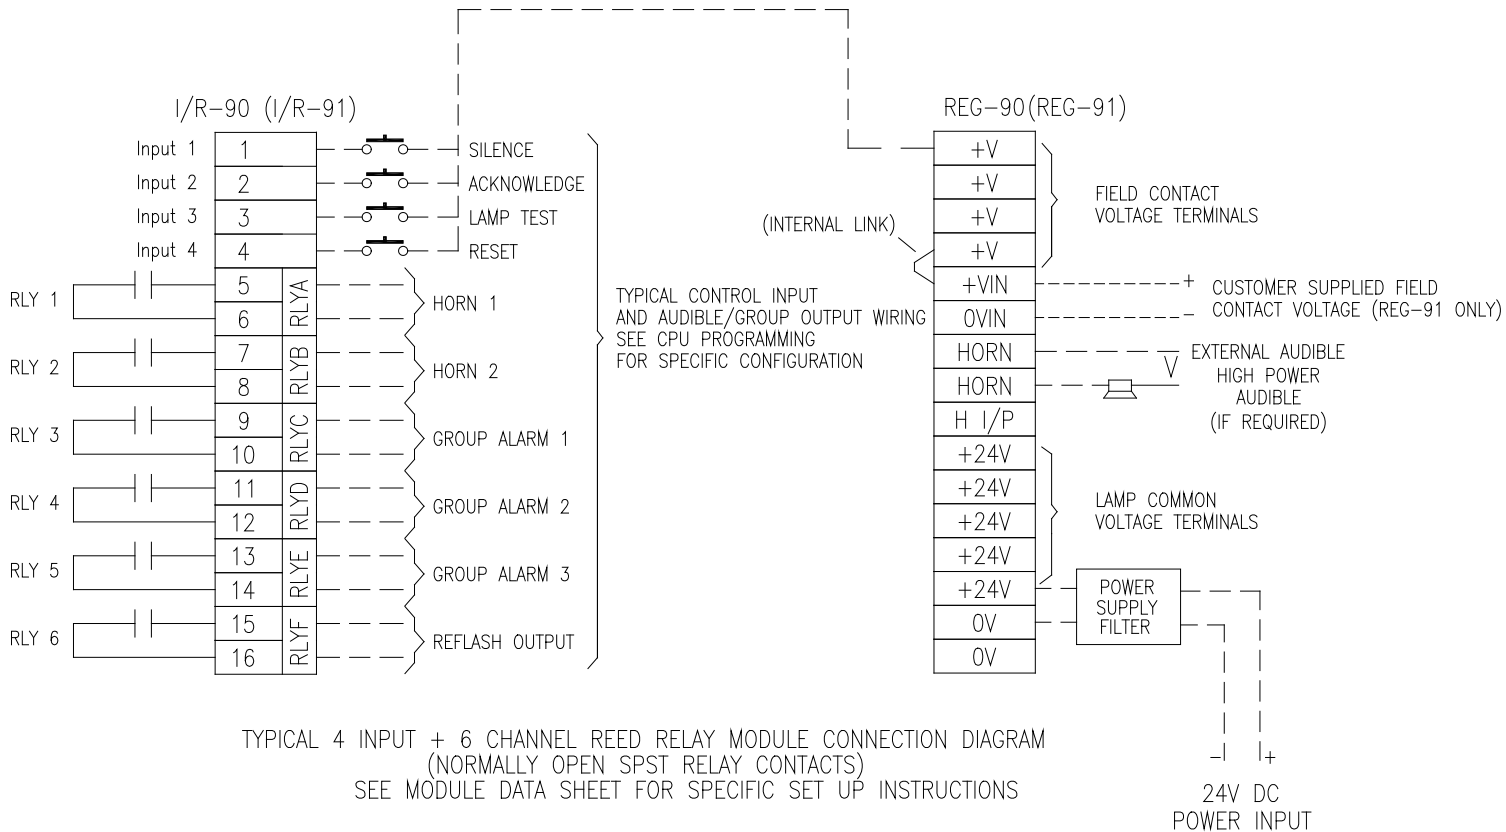 I/R-90 (I/R-91)
Input 1
1
SILENCE
Input 2
2
ACKNOWLEDGE
Input 3
3
LAMP TEST
Input 4
4
RESET
RLY 1
5
6
RLYA
HORN 1
RLY 2
7
8
RLYB
HORN 2
RLY 3
9
10
RLYC
GROUP ALARM 1
RLY 4
11
12
RLYD
GROUP ALARM 2
RLY 5
13
14
RLYE
GROUP ALARM 3
RLY 6
15
16
RLYF
REFLASH OUTPUT
TYPICAL CONTROL INPUT
AND AUDIBLE/GROUP OUTPUT WIRING
SEE CPU PROGRAMMING
FOR SPECIFIC CONFIGURATION
REG-90(REG-91)
+V
+V
+V
+V
+VIN
0VIN
HORN
HORN
H I/P
+24V
+24V
+24V
+24V
+24V
0V
0V
(INTERNAL LINK)
FIELD CONTACT
VOLTAGE TERMINALS
+
-
CUSTOMER SUPPLIED FIELD
CONTACT VOLTAGE (REG-91 ONLY)
V
EXTERNAL AUDIBLE
HIGH POWER
AUDIBLE
(IF REQUIRED)
LAMP COMMON
VOLTAGE TERMINALS
POWER
SUPPLY
FILTER
- +
24V DC
POWER INPUT
TYPICAL 4 INPUT + 6 CHANNEL REED RELAY MODULE CONNECTION DIAGRAM
(NORMALLY OPEN SPST RELAY CONTACTS)
SEE MODULE DATA SHEET FOR SPECIFIC SET UP INSTRUCTIONS